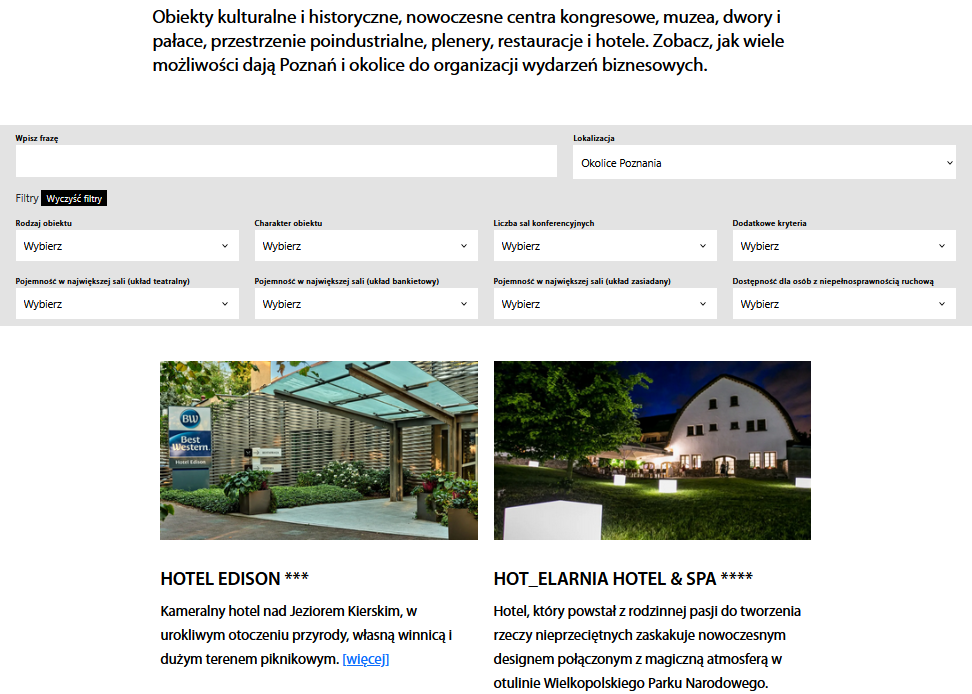 Obiekty kulturalne i historyczne, nowoczesne centra kongresowe, muzea, dwory i
pałace, przestrzenie poindustrialne, plenery, restauracje i hotele. Zobacz, jak wiele
możliwości dają Poznań i okolice do organizacji wydarzeń biznesowych.
Wpisz frazę
Lokalizacja
Okolice Poznania
Filtry Wyczyść filtry
Rodzaj obiektu
Charakter obiektu
Liczba sal konferencyjnych
Dodatkowe kryteria
Wybierz
Wybierz
Wybierz
Wybierz
Pojemność w największej sali (układ teatralny)
Pojemność w największej sali (układ bankietowy)
Pojemność w największej sali (układ zasiadany)
Dostępność dla osób z niepełnosprawnością ruchową
Wybierz
Wybierz
Wybierz
Wybierz
BW
Best
Western
Hotel Edison
HOTEL EDISON ***
Kameralny hotel nad Jeziorem Kierskim, w
urokliwym otoczeniu przyrody, własną winnicą i
dużym terenem piknikowym. [więcej]
HOT_ELARNIA HOTEL & SPA ****
Hotel, który powstał z rodzinnej pasji do tworzenia
rzeczy nieprzeciętnych zaskakuje nowoczesnym
designem połączonym z magiczną atmosferą w
otulinie Wielkopolskiego Parku Narodowego.